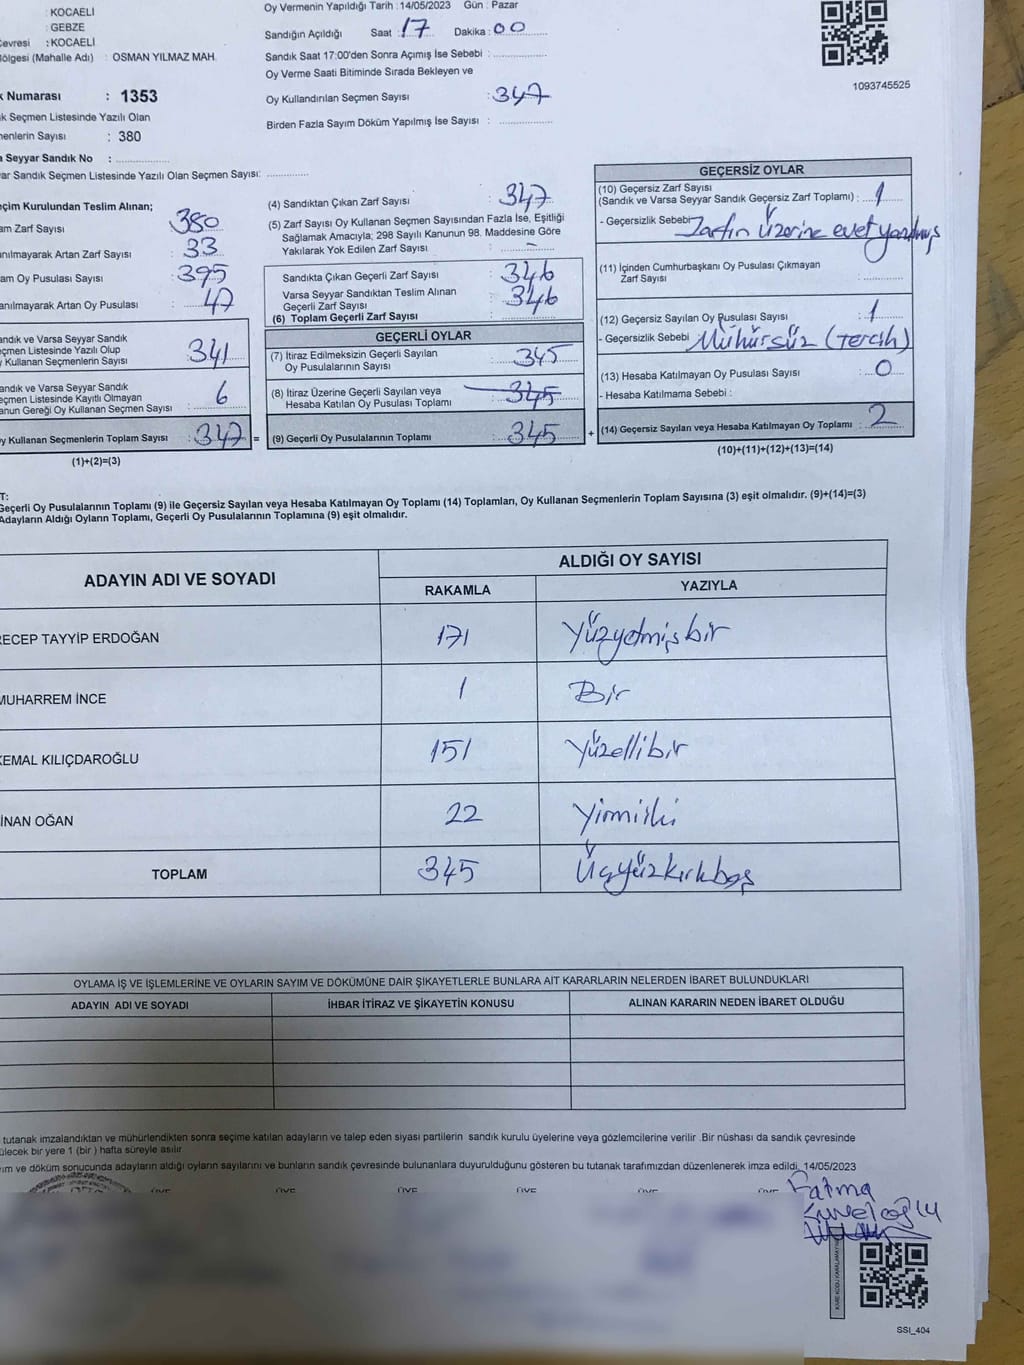 : KOCAELİ
: GEBZE
Çevresi : KOCAELİ
Bölgesi (Mahalle Adı) : OSMAN YILMAZ MAH.
Numarası : 1353
Seçmen Listesinde Yazılı Olan
Sayısı : 380
Seyyar Sandık No : ..............
Sandık Seçmen Listesinde Yazılı Olan Seçmen Sayısı: ............
Oy Vermenin Yapıldığı Tarih :14/05/2023 Gün : Pazar
Sandığın Açıldığı Saat : 17 Dakika : 00
Sandık Saat 17:00'den Sonra Açımış İse Sebebi : ..............
Oy Verme Saati Bitiminde Sırada Bekleyen ve
Oy Kullandırılan Seçmen Sayısı : 347
Birden Fazla Sayım Döküm Yapılmış İse Sayısı : ..............
1093745525
Seçim Kurulundan Teslim Alınan;
Zarf Sayısı : 380
Kullanılmayarak Artan Zarf Sayısı : 33
Oy Pusulası Sayısı : 395
Kullanılmayarak Artan Oy Pusulası : 47
Sandık ve Varsa Seyyar Sandık
Seçmen Listesinde Yazılı Olup
Kullanan Seçmenlerin Sayısı : 341
Sandık ve Varsa Seyyar Sandık
Seçmen Listesinde Kayıtlı Olmayan
Kanun Gereği Oy Kullanan Seçmen Sayısı : 6
Oy Kullanan Seçmenlerin Toplam Sayısı : 347 =
(1)+(2)=(3)
(4) Sandıktan Çıkan Zarf Sayısı : 347
(5) Zarf Sayısı Oy Kullanan Seçmen Sayısından Fazla İse, Eşitliği
Sağlamak Amacıyla; 298 Sayılı Kanunun 98. Maddesine Göre
Yakılarak Yok Edilen Zarf Sayısı : -
Sandıkta Çıkan Geçerli Zarf Sayısı : 346
Varsa Seyyar Sandıktan Teslim Alınan
Geçerli Zarf Sayısı : 346
(6) Toplam Geçerli Zarf Sayısı : ..............
GEÇERLİ OYLAR
(7) İtiraz Edilmeksizin Geçerli Sayılan
Oy Pusulalarının Sayısı : 345
(8) İtiraz Üzerine Geçerli Sayılan veya
Hesaba Katılan Oy Pusulası Toplamı : 345
(9) Geçerli Oy Pusulalarının Toplamı : 345 +
GEÇERSİZ OYLAR
(10) Geçersiz Zarf Sayısı
(Sandık ve Varsa Seyyar Sandık Geçersiz Zarf Toplamı) : 1
- Geçersizlik Sebebi : Zarfın üzerine evet yazılmış
(11) İçinden Cumhurbaşkanı Oy Pusulası Çıkmayan
Zarf Sayısı : ............
(12) Geçersiz Sayılan Oy Pusulası Sayısı : 1
- Geçersizlik Sebebi : Mühürsüz (Tercih)
(13) Hesaba Katılmayan Oy Pusulası Sayısı : 0
- Hesaba Katılmama Sebebi :
(14) Geçersiz Sayılan veya Hesaba Katılmayan Oy Toplamı : 2
(10)+(11)+(12)+(13)=(14)
Geçerli Oy Pusulalarının Toplamı (9) ile Geçersiz Sayılan veya Hesaba Katılmayan Oy Toplamı (14) Toplamları, Oy Kullanan Seçmenlerin Toplam Sayısına (3) eşit olmalıdır. (9)+(14)=(3)
Adayların Aldığı Oyların Toplamı, Geçerli Oy Pusulalarının Toplamına (9) eşit olmalıdır.
ADAYIN ADI VE SOYADI
ALDIĞI OY SAYISI
RAKAMLA YAZIYLA
RECEP TAYYİP ERDOĞAN 171 Yüzyetmişbir
MUHARREM İNCE 1 Bir
KEMAL KILIÇDAROĞLU 151 Yüzellibir
SİNAN OĞAN 22 Yirmiiki
TOPLAM 345 Üçyüzkırkbeş
OYLAMA İŞ VE İŞLEMLERİNE VE OYLARIN SAYIM VE DÖKÜMÜNE DAİR ŞİKAYETLERLE BUNLARA AİT KARARLARIN NELERDEN İBARET BULUNDUKLARI
ADAYIN ADI VE SOYADI İHBAR İTİRAZ VE ŞİKAYETİN KONUSU ALINAN KARARIN NEDEN İBARET OLDUĞU
tutanak imzalandıktan ve mühürlendikten sonra seçime katılan adayların ve talep eden siyasi partilerin sandık kurulu üyelerine veya gözlemcilerine verilir .Bir nüshası da sandık çevresinde
bir yere 1 (bir ) hafta süreyle asılır
ve döküm sonucunda adayların aldığı oyların sayılarını ve bunların sandık çevresinde bulunanlara duyurulduğunu gösteren bu tutanak tarafımızdan düzenlenerek imza edildi. 14/05/2023
ÜYE ÜYE ÜYE ÜYE ÜYE ÜYE
Fatma
SSI_404